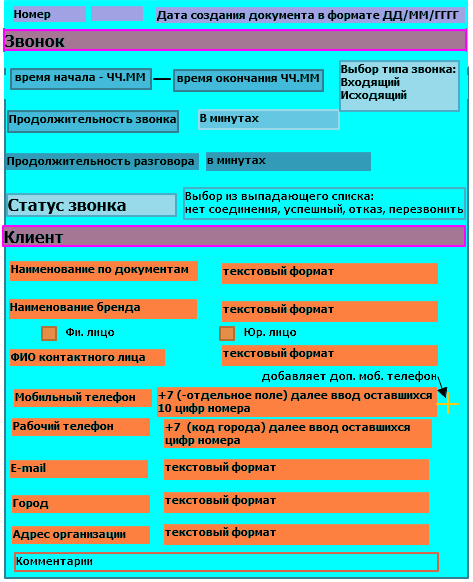 Номер Дата создания документа в формате ДД/ММ/ГГГГ
Звонок
время начала - ЧЧ.ММ время окончания ЧЧ.ММ
Выбор типа звонка:
Входящий
Исходящий
Продолжительность звонка В минутах
Продолжительность разговора в минутах
Статус звонка
Выбор из выпадающего списка:
нет соединения, успешный, отказ, перезвонить
Клиент
Наименование по документам текстовый формат
Наименование бренда текстовый формат
Фи. лицо Юр. лицо
ФИО контактного лица текстовый формат
добавляет доп. моб. телефон
Мобильный телефон +7 (-отдельное поле) далее ввод оставшихся
10 цифр номера
Рабочий телефон +7 (код города) далее ввод оставшихся
цифр номера
E-mail текстовый формат
Город текстовый формат
Адрес организации текстовый формат
Комментарии